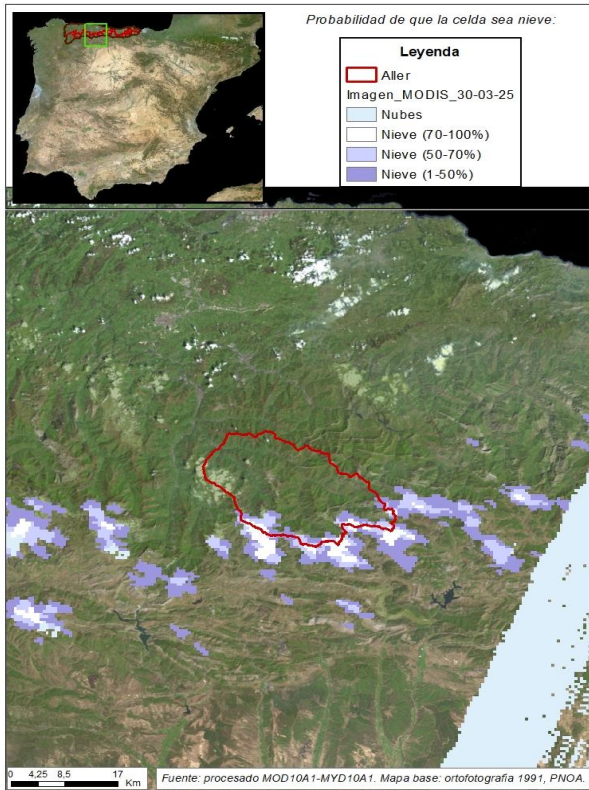 Probabilidad de que la celda sea nieve:
Leyenda
Aller
Imagen_MODIS_30-03-25
Nubes
Nieve (70-100%)
Nieve (50-70%)
Nieve (1-50%)
0 4,25 8,5 17
Km
Fuente: procesado MOD10A1-MYD10A1. Mapa base: ortofotografia 1991, PNOA.